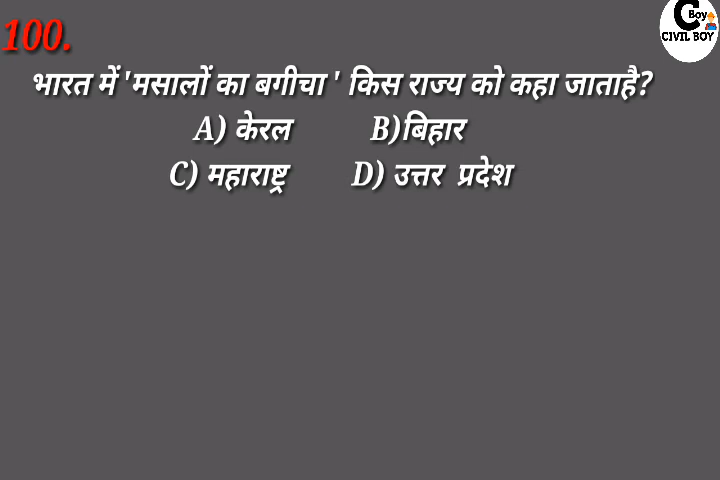 100.
C Boy
CIVIL BOY
भारत में 'मसालों का बगीचा ' किस राज्य को कहा जाताहै?
A) केरल B)बिहार
C) महाराष्ट्र D) उत्तर प्रदेश